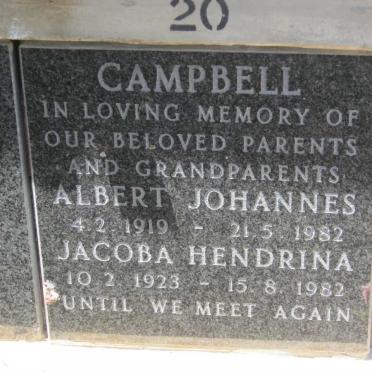 20
CAMPBELL
IN LOVING MEMORY OF
OUR BELOVED PARENTS
AND GRANDPARENTS
ALBERT JOHANNES
4.2.1919 - 21.5.1982
JACOBA HENDRINA
10.2.1923 - 15.8.1982
UNTIL WE MEET AGAIN